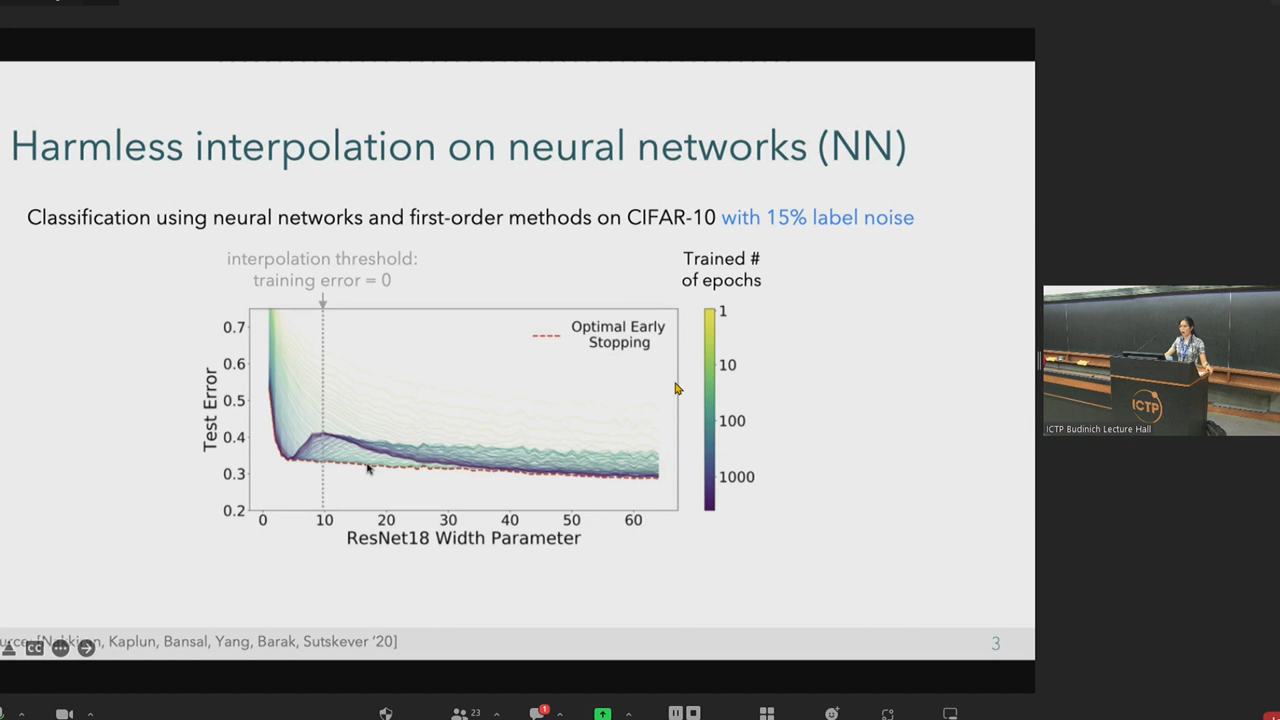 Harmless interpolation on neural networks (NN)
Classification using neural networks and first-order methods on CIFAR-10 with 15% label noise
interpolation threshold:
training error = 0
Trained #
of epochs
Optimal Early
Stopping
0.7
0.6
0.5
0.4
0.3
0.2
Test Error
0 10 20 30 40 50 60
ResNet18 Width Parameter
1
10
100
1000
Kaplun, Bansal, Yang, Barak, Sutskever ‘20]
3
CC
ICTP
ICTP Budinich Lecture Hall
23
1